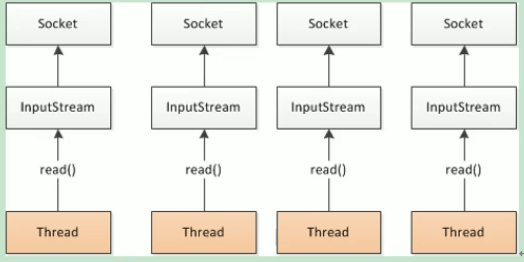 Socket Socket Socket Socket
InputStream InputStream InputStream InputStream
read() read() read() read()
Thread Thread Thread Thread